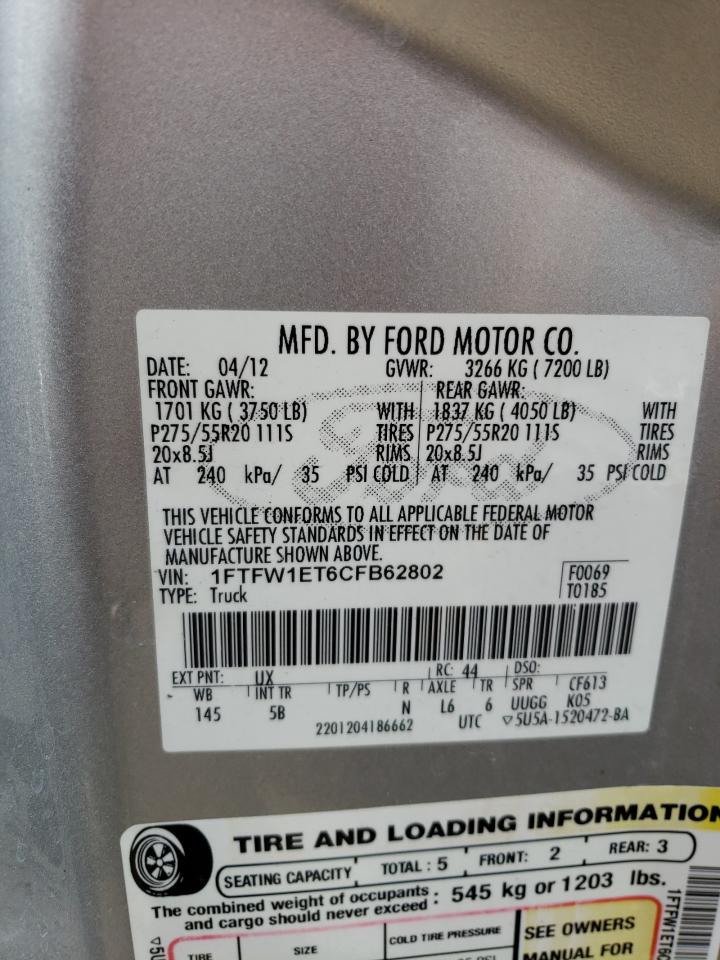 MFD. BY FORD MOTOR CO.
DATE: 04/12 GVWR: 3266 KG ( 7200 LB)
FRONT GAWR: REAR GAWR:
1701 KG ( 3750 LB) WITH 1837 KG ( 4050 LB) WITH
P275/55R20 111S TIRES P275/55R20 111S TIRES
20x8.5J RIMS 20x8.5J RIMS
AT 240 kPa/ 35 PSI COLD AT 240 kPa/ 35 PSI COLD
Ford
THIS VEHICLE CONFORMS TO ALL APPLICABLE FEDERAL MOTOR
VEHICLE SAFETY STANDARDS IN EFFECT ON THE DATE OF
MANUFACTURE SHOWN ABOVE.
VIN: 1FTFW1ET6CFB62802 F0069
TYPE: Truck T0185
EXT PNT: UX RC: 44 DSO:
WB INT TR TP/PS R AXLE TR SPR CF613
145 5B N L6 6 UUGG K05
2201204186662 UTC ▽5U5A-1520472-BA
TIRE AND LOADING INFORMATION
SEATING CAPACITY TOTAL : 5 FRONT: 2 REAR: 3
The combined weight of occupants : 545 kg or 1203 lbs.
and cargo should never exceed
TIRE SIZE COLD TIRE PRESSURE SEE OWNERS
MANUAL FOR
▽5U
1FTFW1ET6C